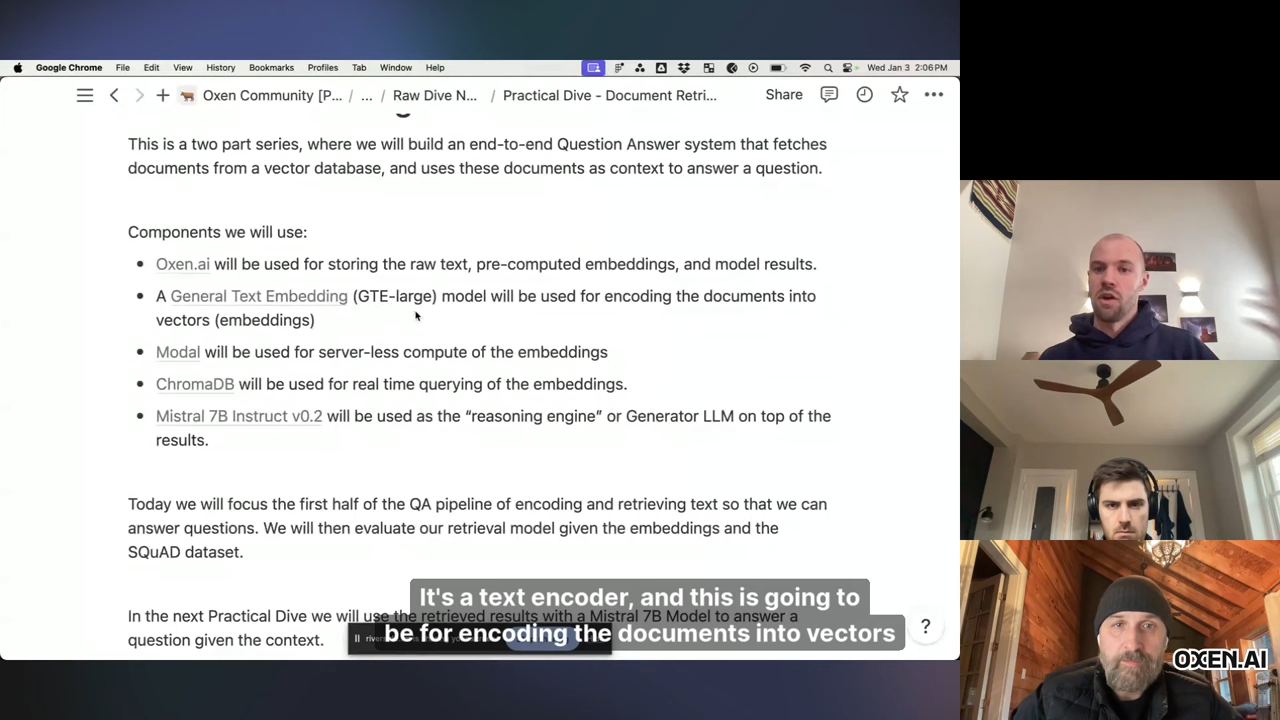 Google Chrome File Edit View History Bookmarks Profiles Tab Window Help Wed Jan 3 2:06 PM
Oxen Community [P... / ... / Raw Dive N... / Practical Dive - Document Retri... Share
This is a two part series, where we will build an end-to-end Question Answer system that fetches
documents from a vector database, and uses these documents as context to answer a question.
Components we will use:
• Oxen.ai will be used for storing the raw text, pre-computed embeddings, and model results.
• A General Text Embedding (GTE-large) model will be used for encoding the documents into
vectors (embeddings)
• Modal will be used for server-less compute of the embeddings
• ChromaDB will be used for real time querying of the embeddings.
• Mistral 7B Instruct v0.2 will be used as the “reasoning engine” or Generator LLM on top of the
results.
Today we will focus the first half of the QA pipeline of encoding and retrieving text so that we can
answer questions. We will then evaluate our retrieval model given the embeddings and the
SQuAD dataset.
In the next Practical Dive we will use the retrieved results with a Mistral 7B Model to answer a
question given the context.
It's a text encoder, and this is going to
be for encoding the documents into vectors
?
OXEN.AI